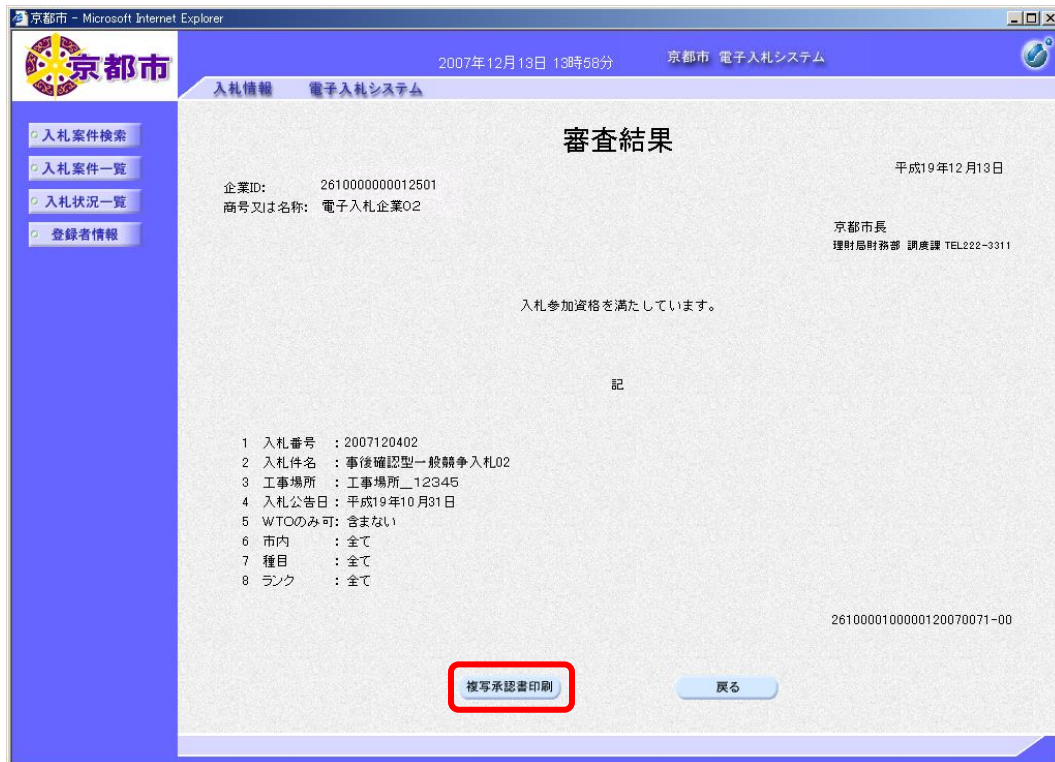 京都市 - Microsoft Internet Explorer
京都市
2007年12月13日 13時58分
京都市 電子入札システム
入札情報
電子入札システム
入札案件検索
入札案件一覧
入札状況一覧
登録者情報
審査結果
平成19年12月13日
企業ID: 2610000000012501
商号又は名称: 電子入札企業02
京都市長
理財局財務部 調度課 TEL222-3311
入札参加資格を満たしています。
記
1 入札番号 : 2007120402
2 入札件名 : 事後確認型一般競争入札02
3 工事場所 : 工事場所__12345
4 入札公告日 : 平成19年10月31日
5 WTOのみ可: 含まない
6 市内 : 全て
7 種目 : 全て
8 ランク : 全て
2610000100000120070071-00
複写承認書印刷
戻る